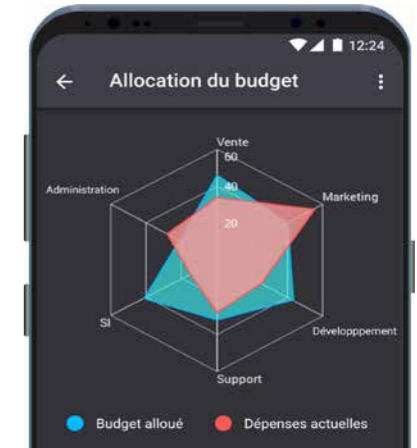 12:24
Allocation du budget
Vente
60
40
20
Administration
Marketing
SI
Développpement
Support
Budget alloué
Dépenses actuelles